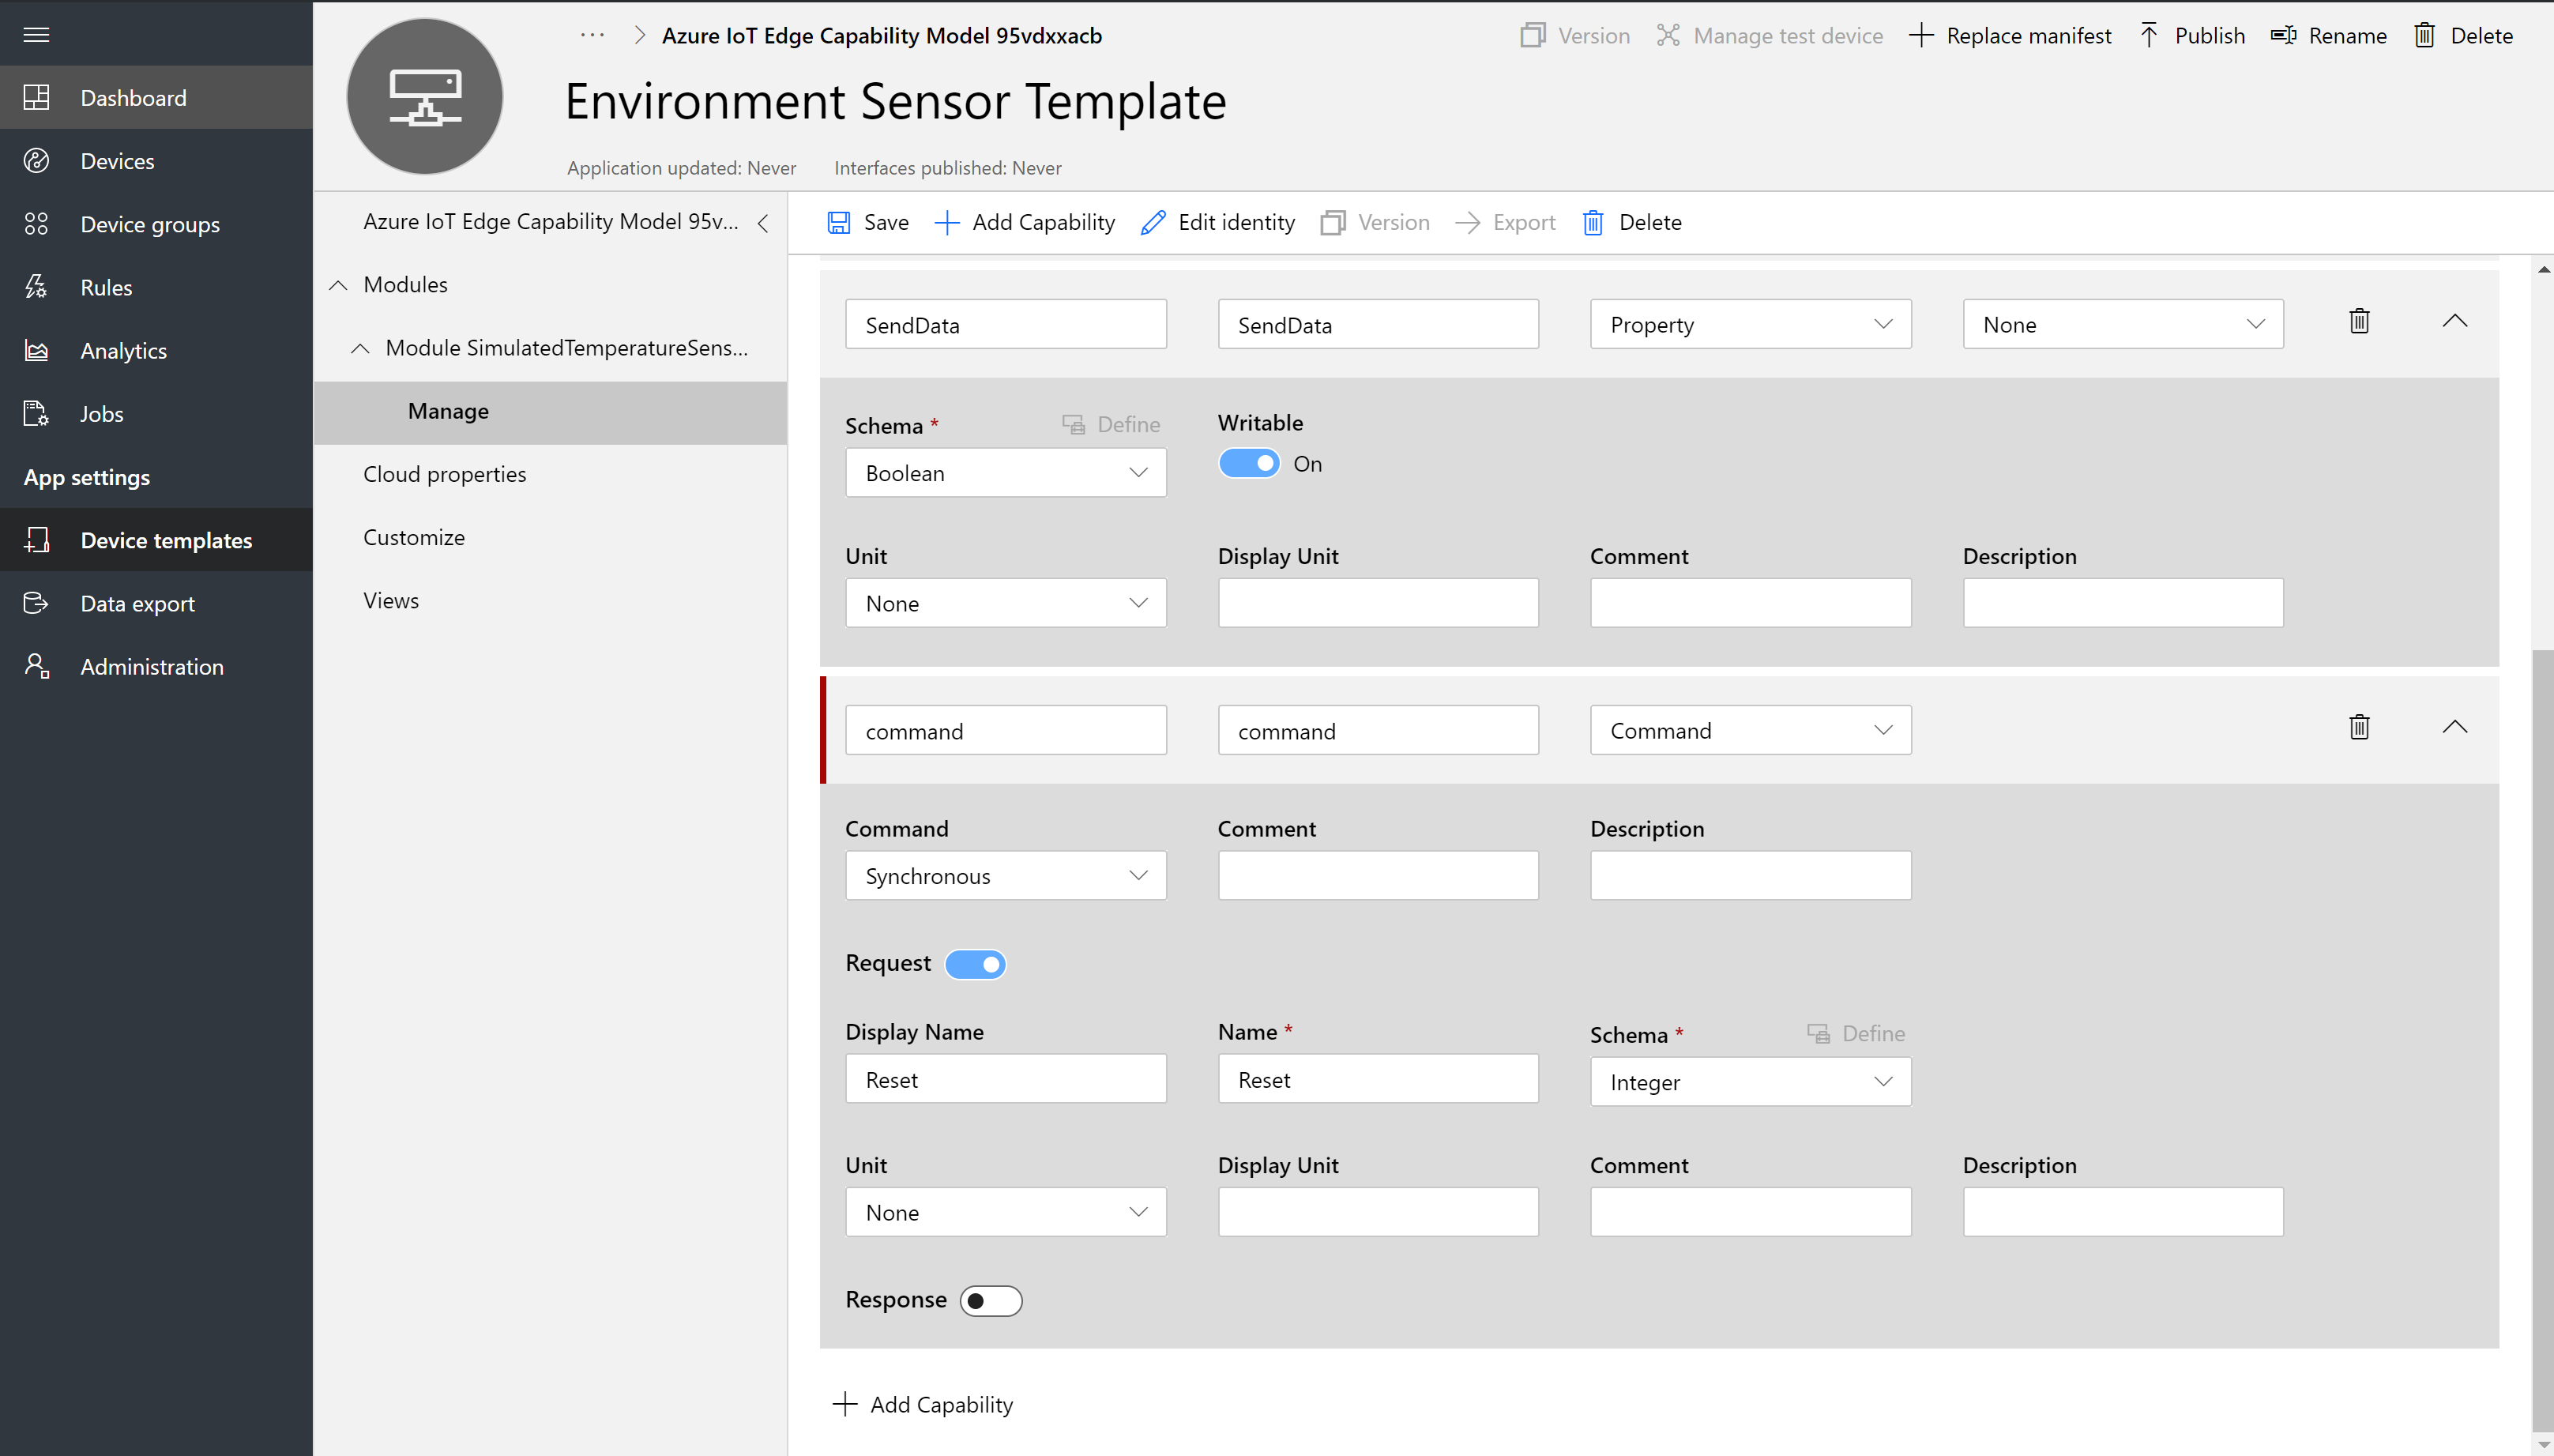 ··· > Azure IoT Edge Capability Model 95vdxxacb
Version Manage test device Replace manifest Publish Rename Delete
Environment Sensor Template
Application updated: Never Interfaces published: Never
Dashboard
Devices
Device groups
Rules
Analytics
Jobs
App settings
Device templates
Data export
Administration
Azure IoT Edge Capability Model 95v...
Modules
Module SimulatedTemperatureSens...
Manage
Cloud properties
Customize
Views
Save Add Capability Edit identity Version Export Delete
SendData SendData Property None
Schema * Define Writable
Boolean On
Unit Display Unit Comment Description
None
command command Command
Command Comment Description
Synchronous
Request
Display Name Name * Schema * Define
Reset Reset Integer
Unit Display Unit Comment Description
None
Response
Add Capability